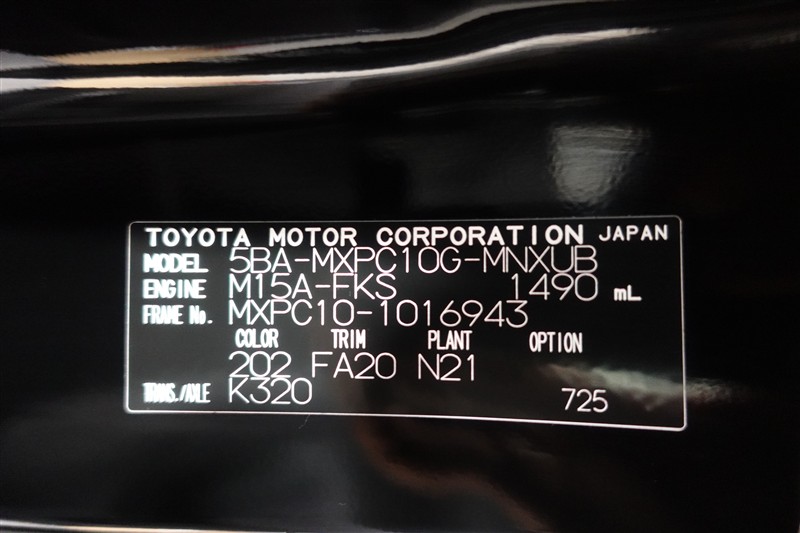 TOYOTA MOTOR CORPORATION JAPAN
MODEL 5BA-MXPC10G-MNXUB
ENGINE M15A-FKS 1490 mL
FRAME No. MXPC10-1016943
COLOR TRIM PLANT OPTION
202 FA20 N21
TRANS./AXLE K320 725